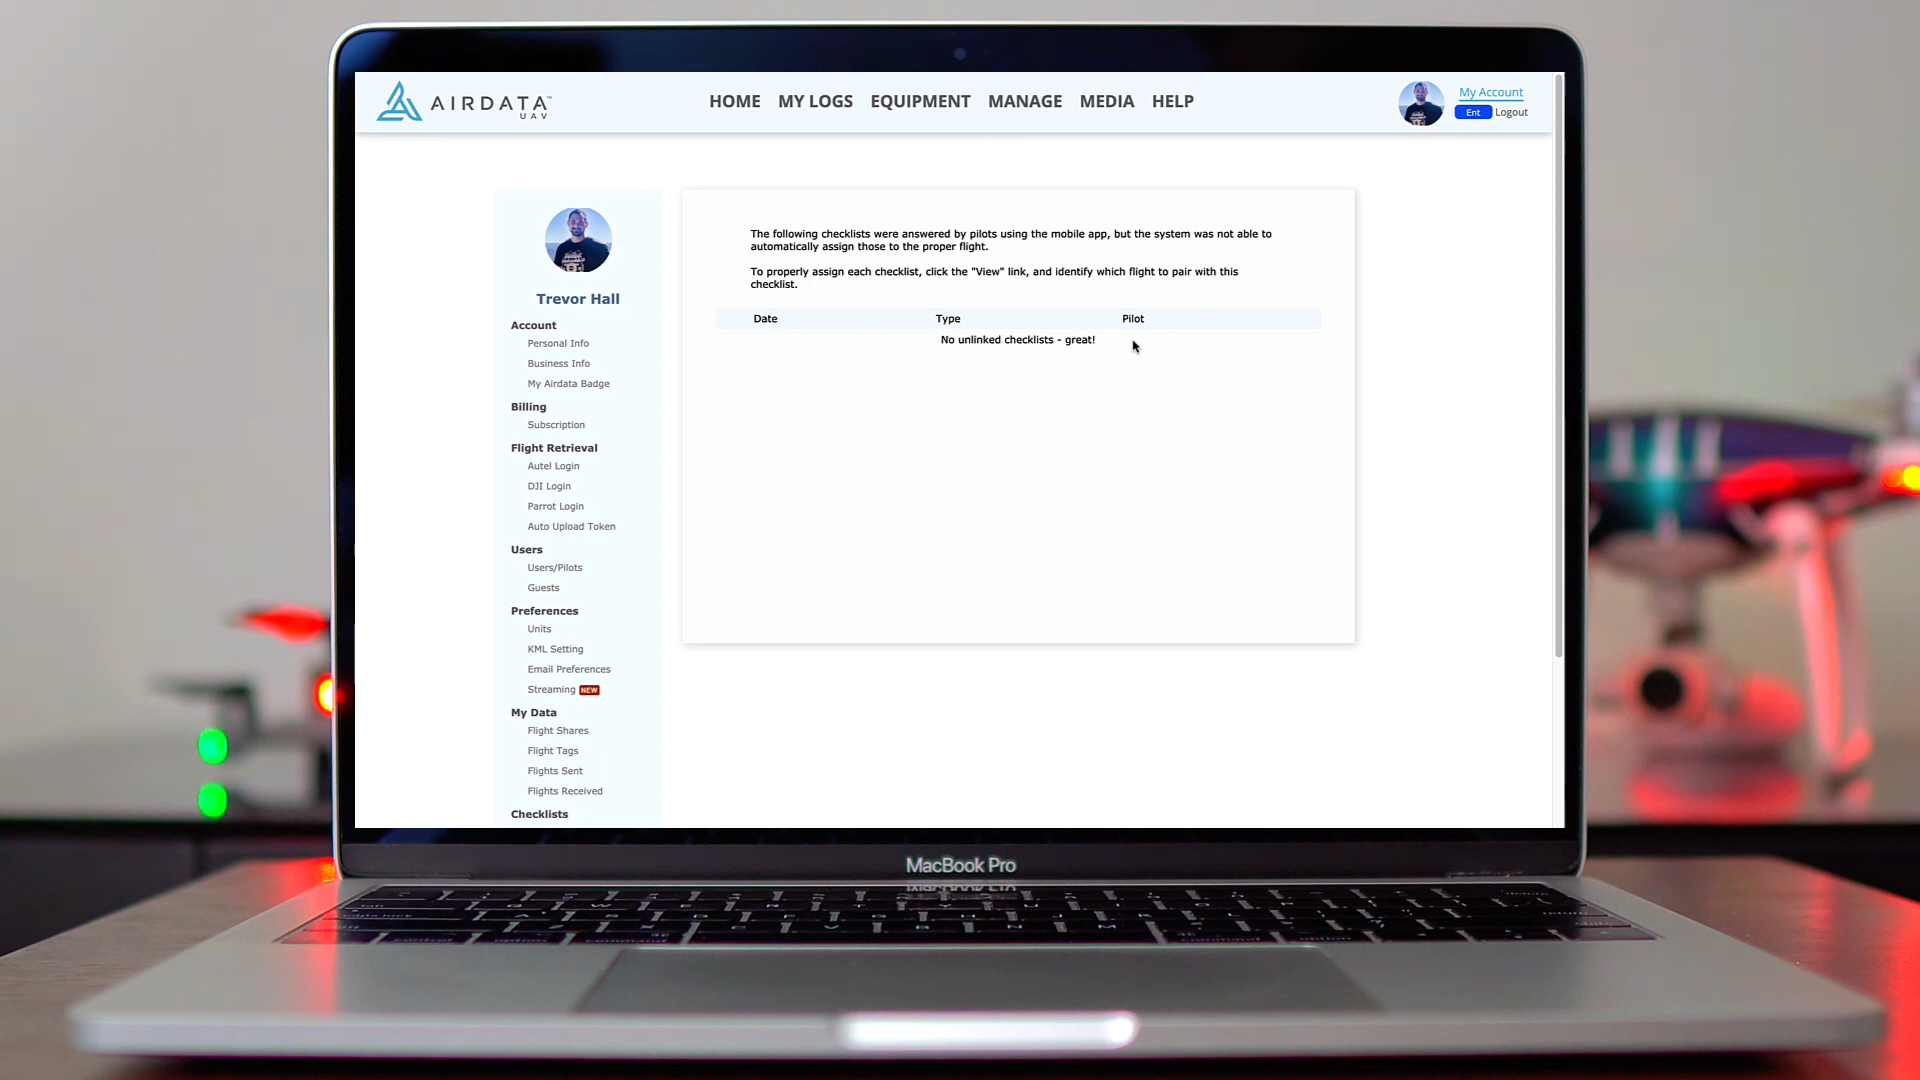 AIRDATA™
UAV
HOME MY LOGS EQUIPMENT MANAGE MEDIA HELP
My Account
Ent Logout
Trevor Hall
Account
Personal Info
Business Info
My Airdata Badge
Billing
Subscription
Flight Retrieval
Autel Login
DJI Login
Parrot Login
Auto Upload Token
Users
Users/Pilots
Guests
Preferences
Units
KML Setting
Email Preferences
Streaming NEW
My Data
Flight Shares
Flight Tags
Flights Sent
Flights Received
Checklists
The following checklists were answered by pilots using the mobile app, but the system was not able to
automatically assign those to the proper flight.
To properly assign each checklist, click the "View" link, and identify which flight to pair with this
checklist.
Date Type Pilot
No unlinked checklists - great!
MacBook Pro